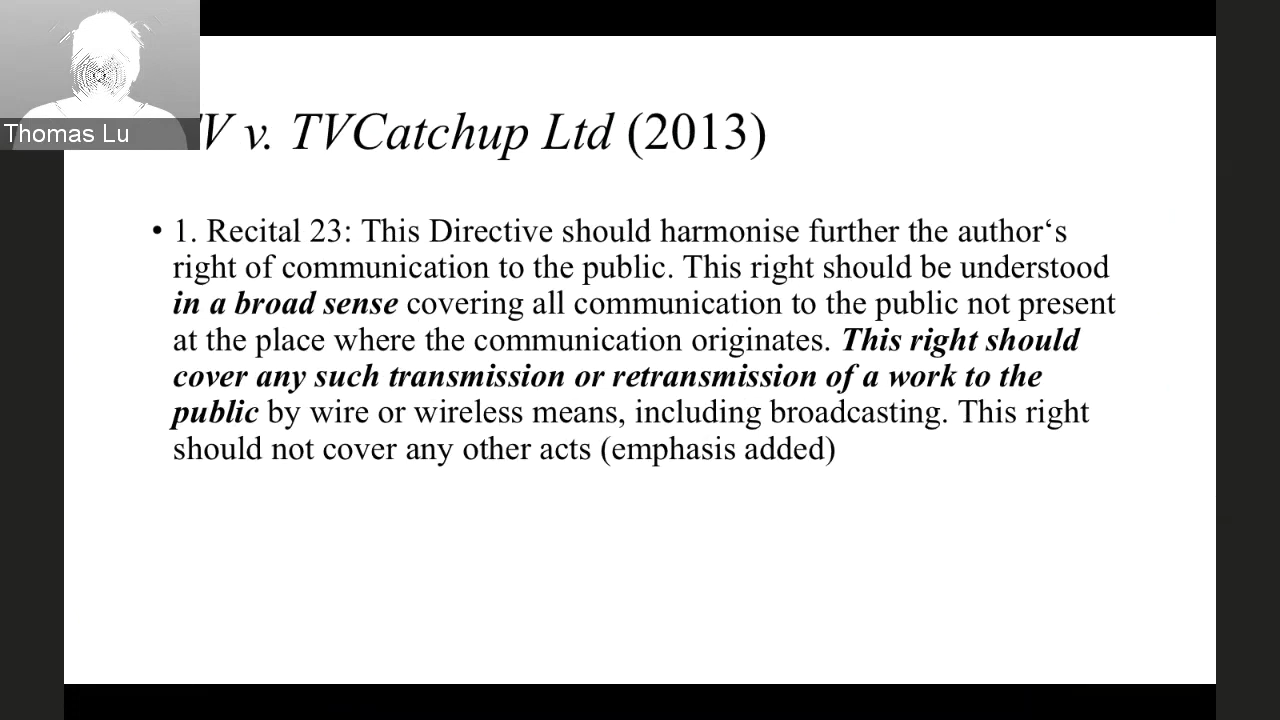 Thomas Lu
V v. TVCatchup Ltd (2013)
• 1. Recital 23: This Directive should harmonise further the author‘s
right of communication to the public. This right should be understood
in a broad sense covering all communication to the public not present
at the place where the communication originates. This right should
cover any such transmission or retransmission of a work to the
public by wire or wireless means, including broadcasting. This right
should not cover any other acts (emphasis added)